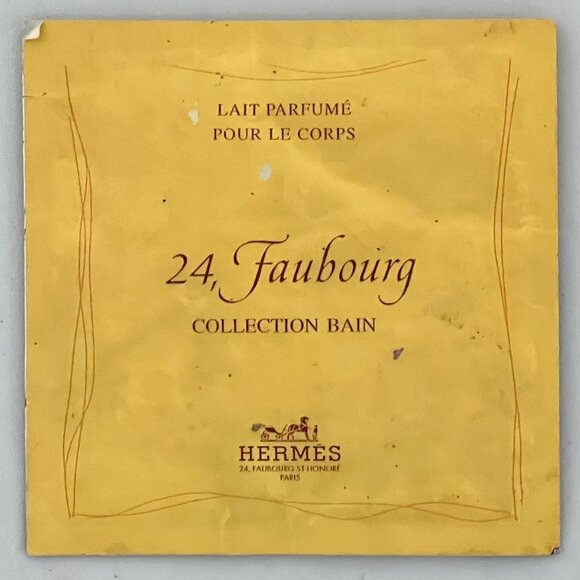 LAIT PARFUMÉ
POUR LE CORPS
24, Faubourg
COLLECTION BAIN
HERMÈS
24, FAUBOURG ST-HONORÉ
PARIS